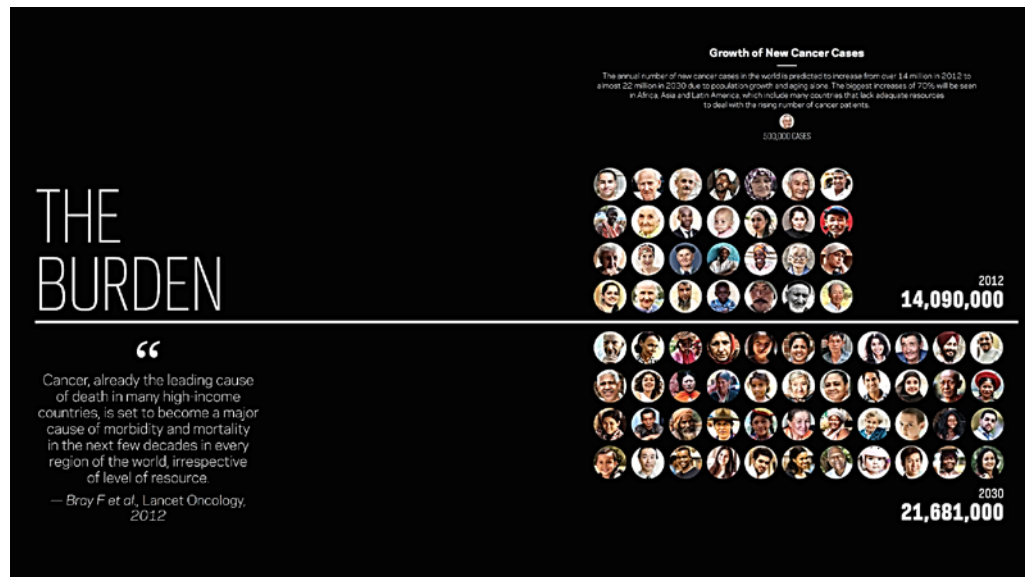 Growth of New Cancer Cases
The annual number of new cancer cases in the world is predicted to increase from over 14 million in 2012 to
almost 22 million in 2030 due to population growth and aging alone. The biggest increases of 70% will be seen
in Africa, Asia and Latin America, which include many countries that lack adequate resources
to deal with the rising number of cancer patients.
500,000 CASES
THE
BURDEN
2012
14,090,000
“
Cancer, already the leading cause
of death in many high-income
countries, is set to become a major
cause of morbidity and mortality
in the next few decades in every
region of the world, irrespective
of level of resource.
— Bray F et al., Lancet Oncology,
2012
2030
21,681,000